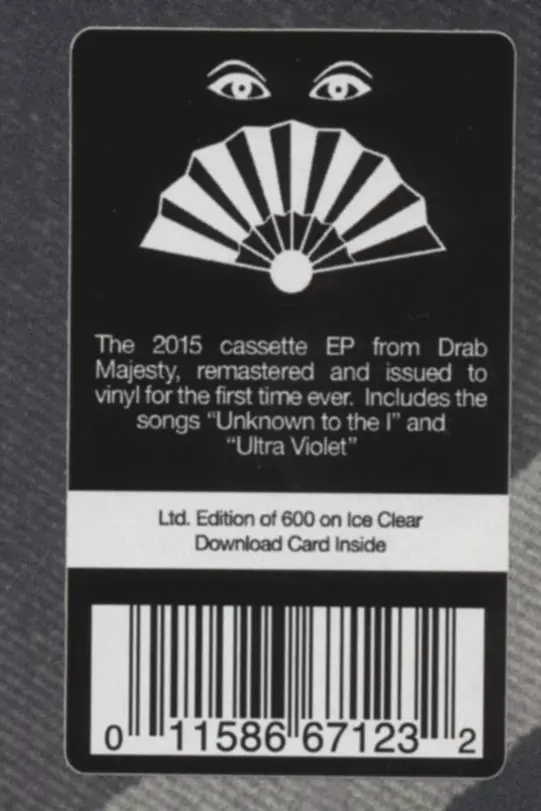 The 2015 cassette EP from Drab
Majesty, remastered and issued to
vinyl for the first time ever. Includes the
songs “Unknown to the I” and
“Ultra Violet”
Ltd. Edition of 600 on Ice Clear
Download Card Inside
0 11586 67123 2